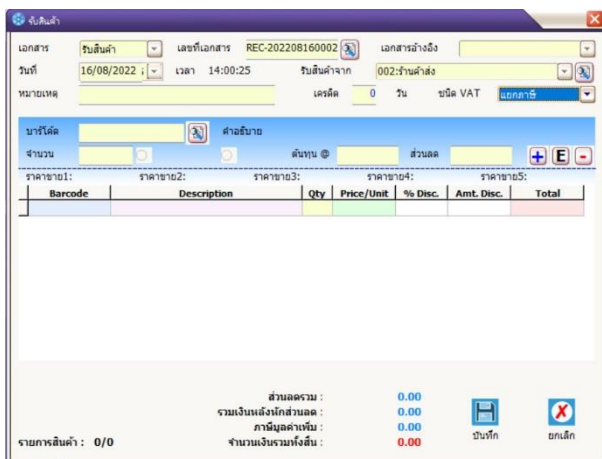 รับสินค้า
เอกสาร รับสินค้า เลขที่เอกสาร REC-202208160002 เอกสารอ้างอิง
วันที่ 16/08/2022 เวลา 14:00:25 รับสินค้าจาก 002:ร้านค้าส่ง
หมายเหตุ เครดิต 0 วัน ชนิด VAT แยกภาษี
บาร์โค้ด คำอธิบาย
จำนวน ต้นทุน @ ส่วนลด + E -
ราคาขาย1: ราคาขาย2: ราคาขาย3: ราคาขาย4: ราคาขาย5:
Barcode Description Qty Price/Unit % Disc. Amt. Disc. Total
ส่วนลดรวม : 0.00
รวมเงินหลังหักส่วนลด : 0.00
ภาษีมูลค่าเพิ่ม : 0.00
รายการสินค้า : 0/0 จำนวนเงินรวมทั้งสิ้น : 0.00 บันทึก ยกเลิก